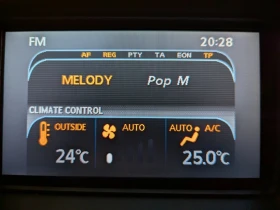 FM 20:28
AF REG PTY TA EON TP
MELODY Pop M
CLIMATE CONTROL
OUTSIDE AUTO AUTO A/C
24°C 25.0°C